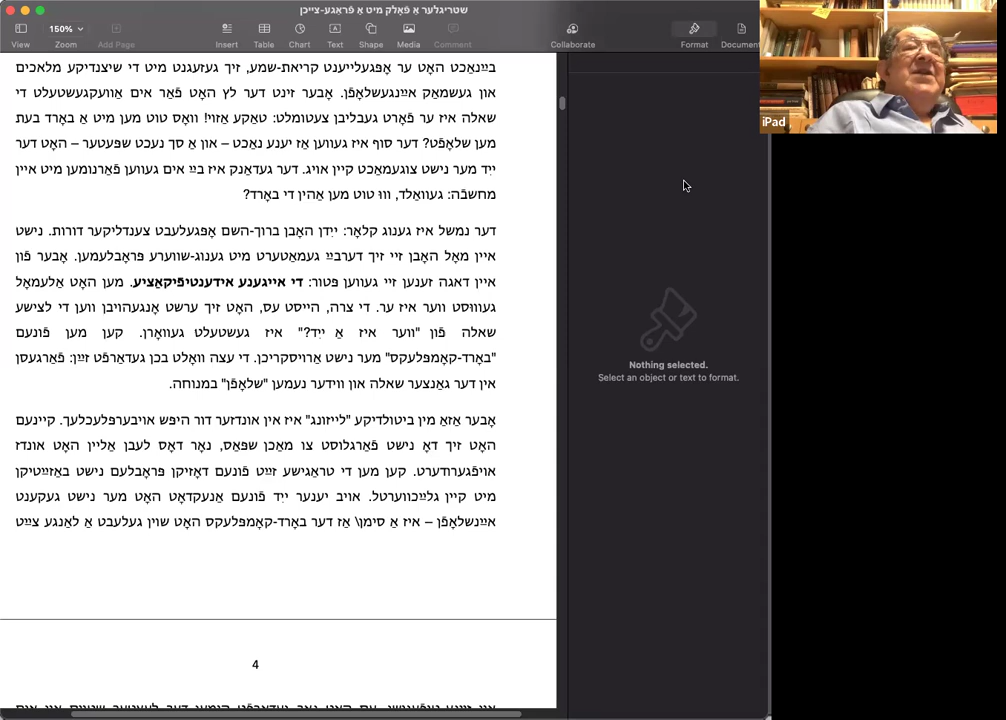 שטריגלער אַ פֿאָלק מיט אַ פֿראַגע-צייכן
150%
View
Zoom
Add Page
Insert
Table
Chart
Text
Shape
Media
Comment
Collaborate
Format
Document
iPad
בײַנאַכט האָט ער אָפּגעלייענט קריאת-שמע, זיך געזעגנט מיט די שיצנדיקע מלאכים
און געשמאַק אײַנגעשלאָפֿן. אָבער זינט דער לץ האָט פֿאַר אים אַוועקגעשטעלט די
שאלה איז ער פֿאָרט געבליבן צעטומלט: טאַקע אַזוי! וואָס טוט מען מיט אַ באָרד בעת
מען שלאָפֿט? דער סוף איז געווען אַז יענע נאַכט – און אַ סך נעכט שפּעטער – האָט דער
ייִד מער נישט צוגעמאַכט קיין אויג. דער געדאַנק איז בײַ אים געווען פֿאַרנומען מיט איין
מחשבֿה: געוואַלד, וווּ טוט מען אַהין די באָרד?
דער נמשל איז גענוג קלאָר: ייִדן האָבן ברוך-השם אָפּגעלעבט צענדליקער דורות. נישט
איין מאָל האָבן זיי זיך דערבײַ געמאַטערט מיט גענוג-שווערע פּראָבלעמען. אָבער פֿון
איין דאגה זענען זיי געווען פּטור: די אייגענע אידענטיפֿיקאַציע. מען האָט אַלעמאָל
געוווּסט ווער איז ער. די צרה, הייסט עס, האָט זיך ערשט אָנגעהויבן ווען די לצישע
שאלה פֿון "ווער איז אַ ייִד?" איז געשטעלט געוואָרן. קען מען פֿונעם
"באָרד-קאָמפּלעקס" מער נישט אַרויסקריכן. די עצה וואָלט בכן געדאַרפֿט זײַן: פֿאַרגעסן
אין דער גאַנצער שאלה און ווידער נעמען "שלאָפֿן" במנוחה.
אָבער אַזאַ מין ביטולדיקע "לייזונג" איז אין אונדזער דור היפּש אויבערפֿלעכלעך. קיינעם
האָט זיך דאָ נישט פֿאַרגלוסט צו מאַכן שפּאַס, נאָר דאָס לעבן אַליין האָט אונדז
אויפֿגערודערט. קען מען די טראַגישע זײַט פֿונעם דאָזיקן פּראָבלעם נישט באַזײַטיקן
מיט קיין גלײַכווערטל. אויב יענער ייִד פֿונעם אַנעקדאָט האָט מער נישט געקענט
אײַנשלאָפֿן – איז אַ סימן\ אַז דער באָרד-קאָמפּלעקס האָט שוין געלעבט אַ לאַנגע צײַט
Nothing selected.
Select an object or text to format.
4